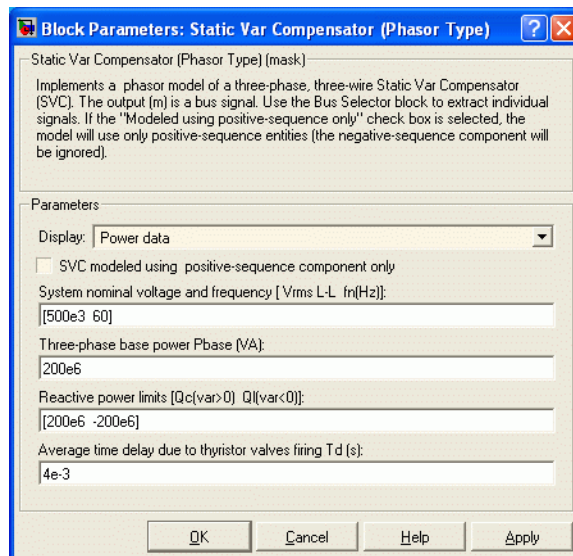 Block Parameters: Static Var Compensator (Phasor Type)
Static Var Compensator (Phasor Type) (mask)
Implements a phasor model of a three-phase, three-wire Static Var Compensator
(SVC). The output (m) is a bus signal. Use the Bus Selector block to extract individual
signals. If the "Modeled using positive-sequence only" check box is selected, the
model will use only positive-sequence entities (the negative-sequence component will
be ignored).
Parameters
Display: Power data
SVC modeled using positive-sequence component only
System nominal voltage and frequency [ Vrms L-L fn(Hz)]:
[500e3 60]
Three-phase base power Pbase (VA):
200e6
Reactive power limits [Qc(var>0) Ql(var<0)]:
[200e6 -200e6]
Average time delay due to thyristor valves firing Td (s):
4e-3
OK Cancel Help Apply